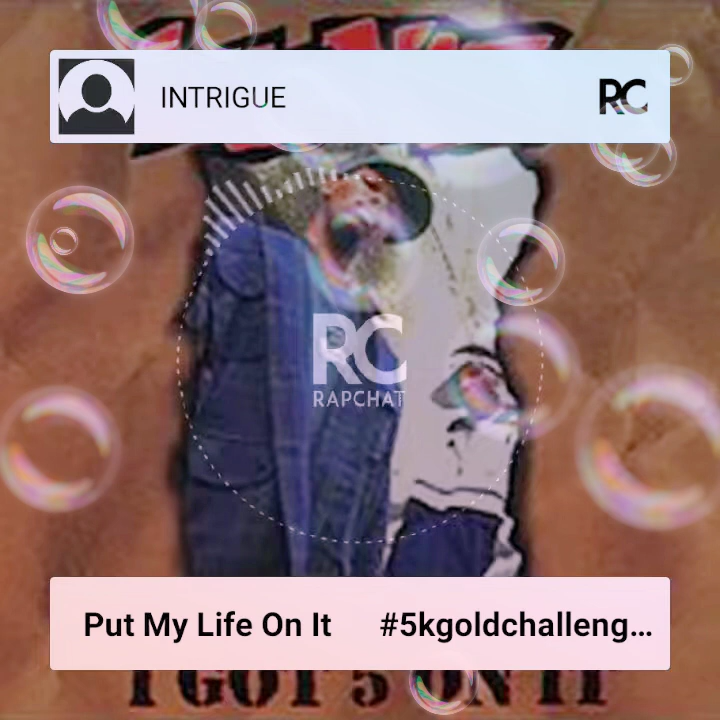 INTRIGUE RC
RC
RAPCHAT
Put My Life On It #5kgoldchalleng...
I GOT 5 ON IT